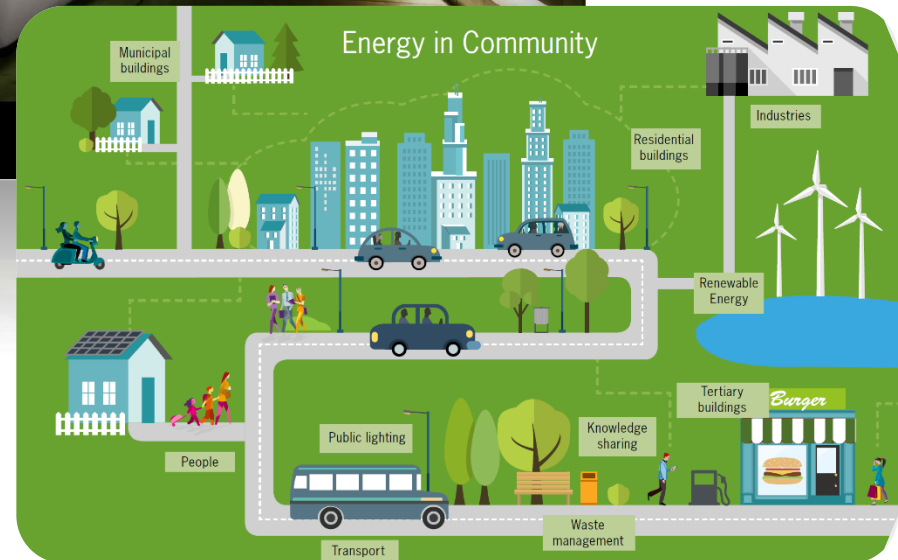 Energy in Community
Municipal
buildings
Industries
Residential
buildings
Renewable
Energy
Tertiary
buildings
Burger
Public lighting
Knowledge
sharing
People
Waste
management
Transport